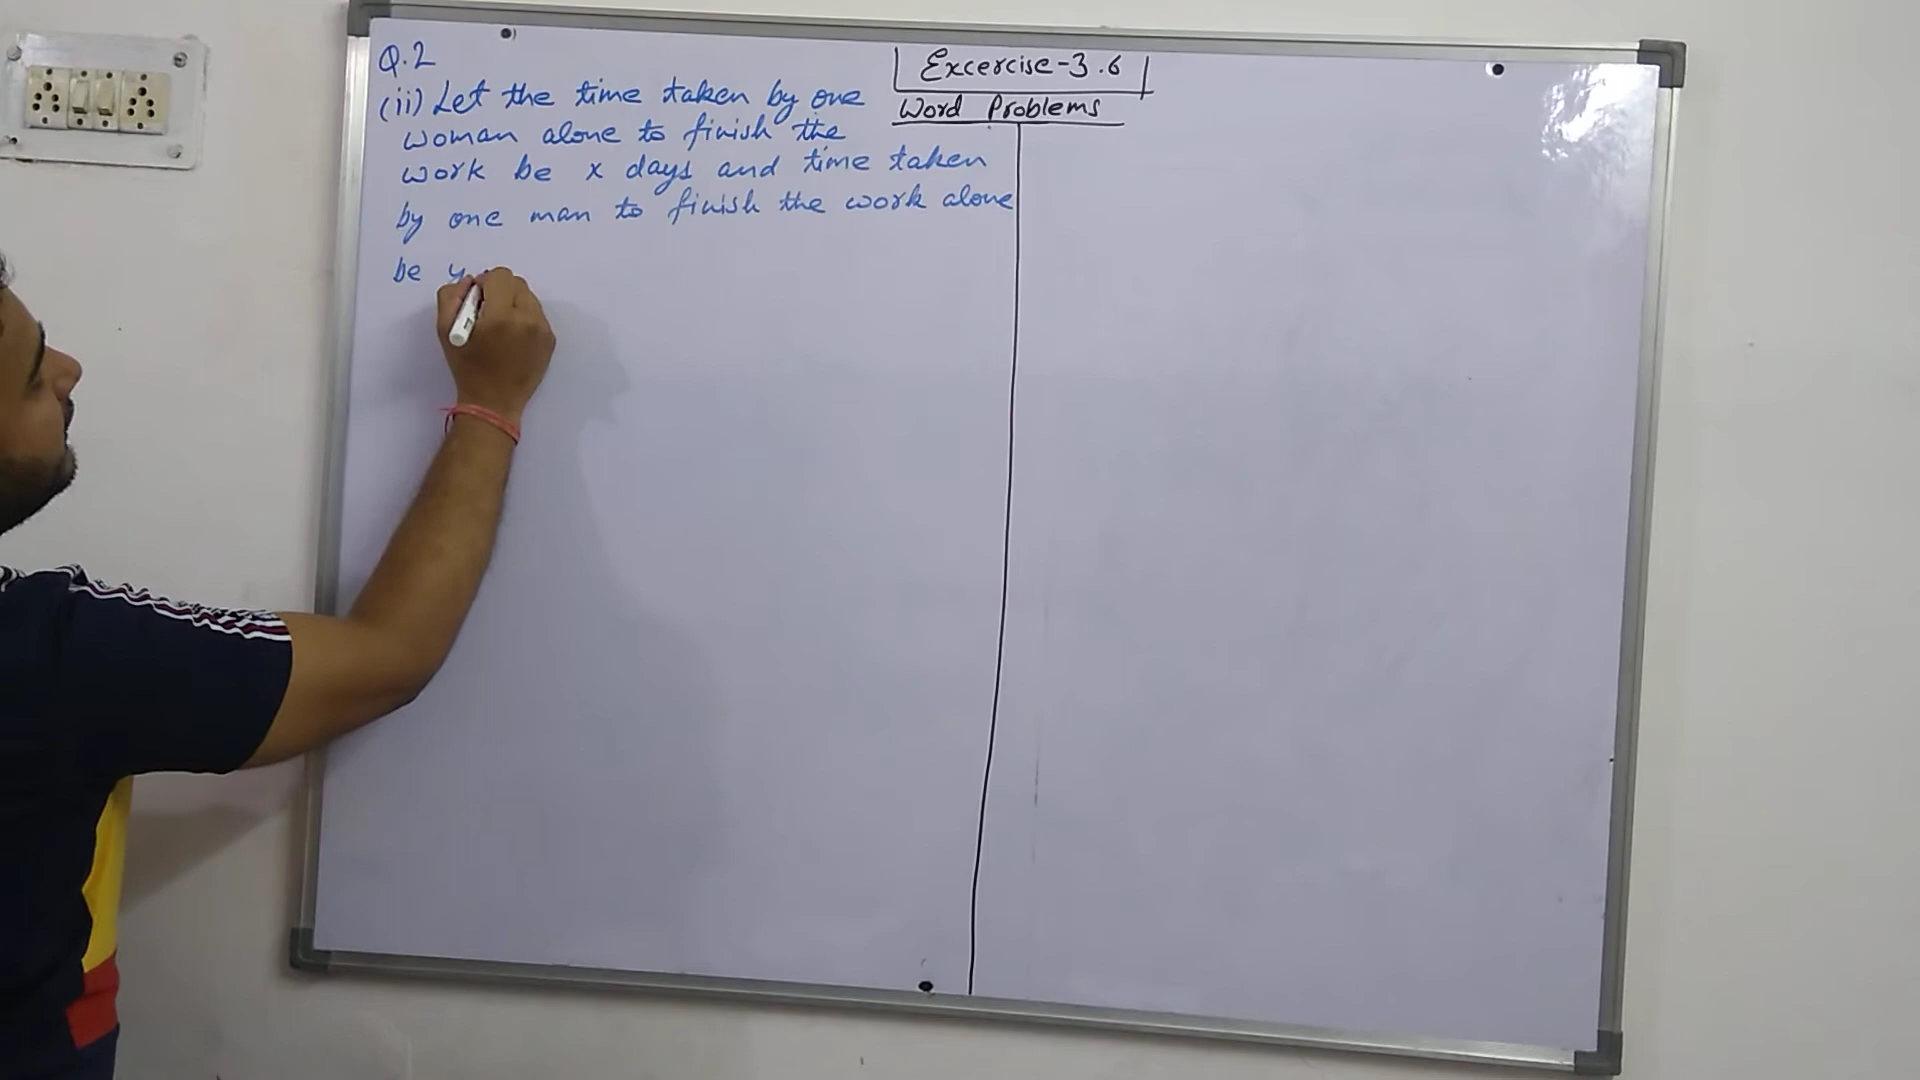 Excercise-3.6
Word Problems
Q.2
(ii) Let the time taken by one
woman alone to finish the
work be x days and time taken
by one man to finish the work alone
be y